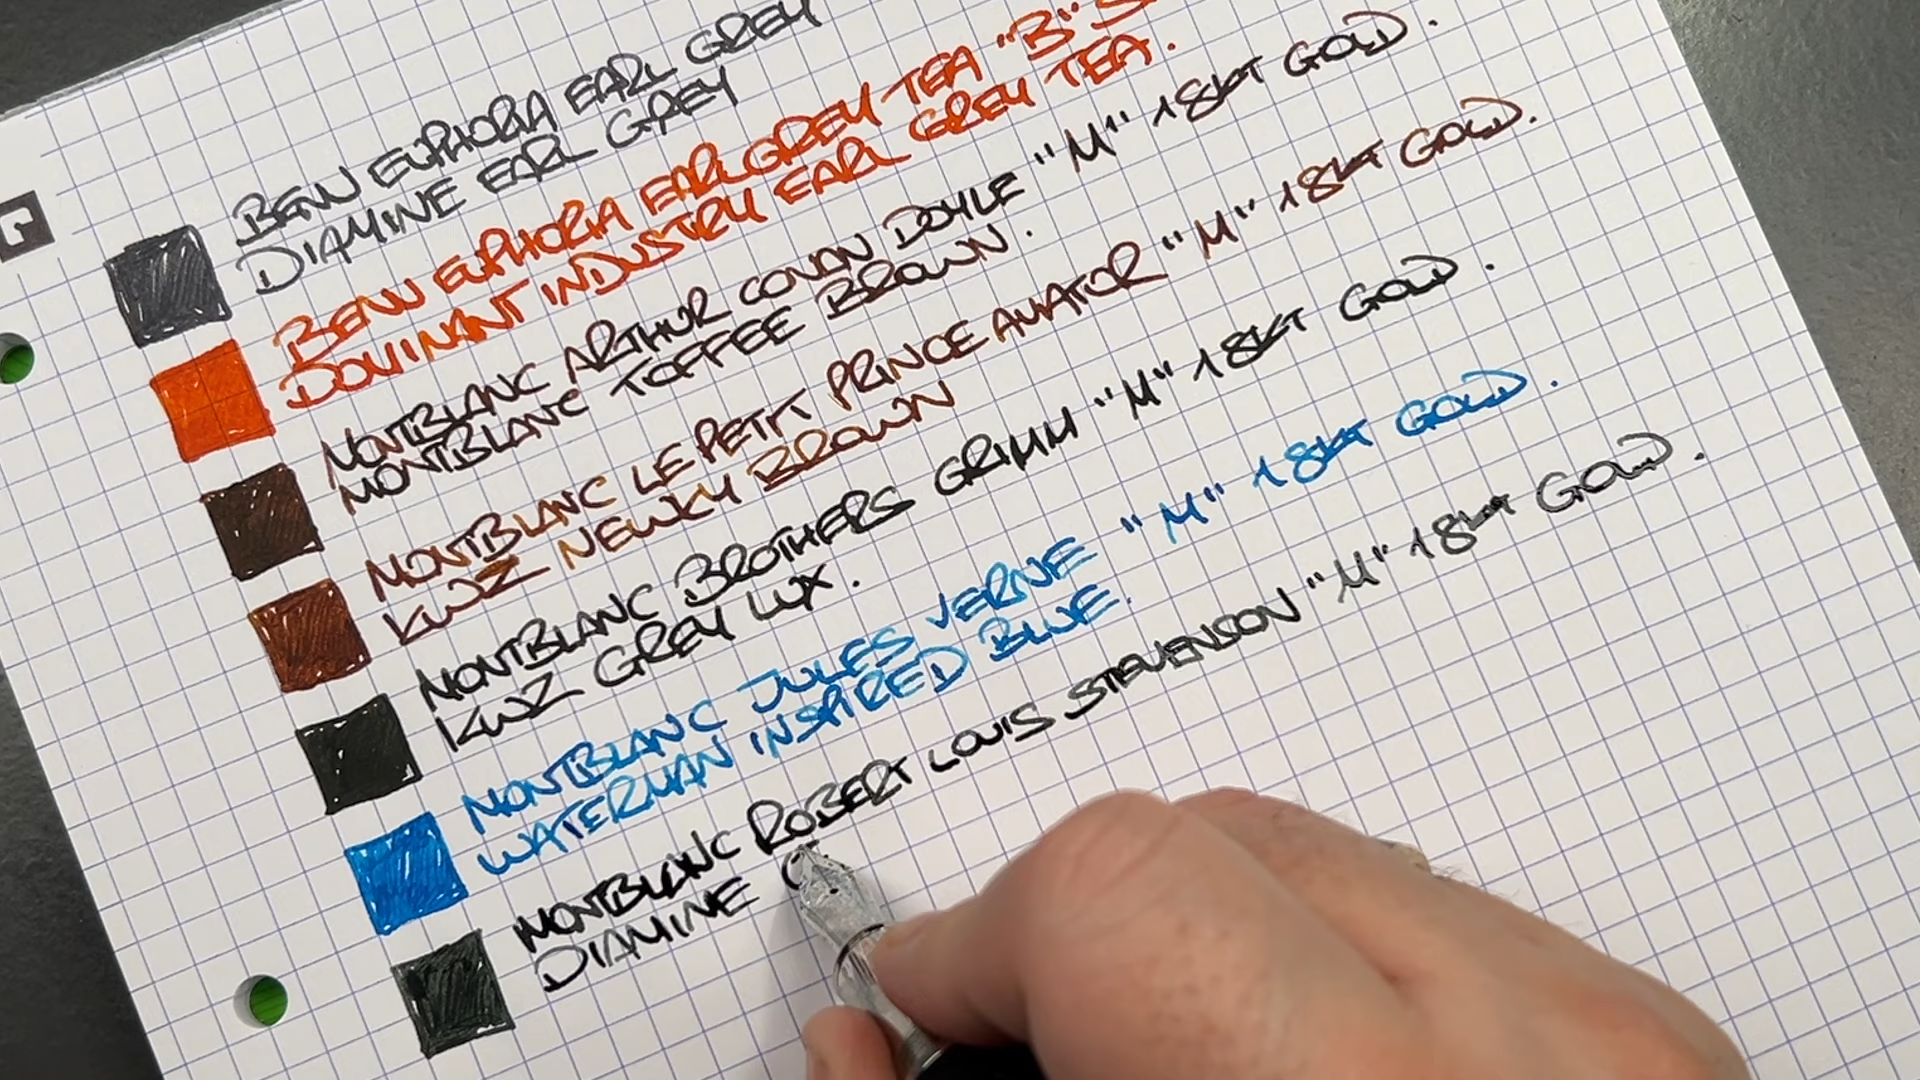 BENU EUPHORIA EARL GREY
DIAMINE EARL GREY
BENU EUPHORIA EARL GREY TEA "B"
DOMINANT INDUSTRY EARL GREY TEA.
MONTBLANC ARTHUR CONAN DOYLE "M" 18KT GOLD.
MONTBLANC TOFFEE BROWN.
MONTBLANC LE PETIT PRINCE AVIATOR "M" 18KT GOLD.
KWZ NEWKY BROWN
MONTBLANC BROTHERS GRIMM "M" 18KT GOLD.
KWZ GREY LUX.
MONTBLANC JULES VERNE "M" 18KT GOLD.
WATERMAN INSPIRED BLUE.
MONTBLANC ROBERT LOUIS STEVENSON "M" 18KT GOLD.
DIAMINE